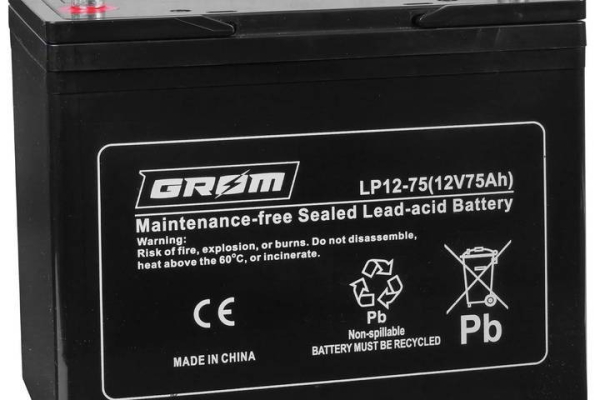 GROM
LP12-75(12V75Ah)
Maintenance-free Sealed Lead-acid Battery
Warning:
Risk of fire, explosion, or burns. Do not disassemble,
heat above the 60°C, or incinerate.
CE
Pb
Non-spillable
BATTERY MUST BE RECYCLED
Pb
MADE IN CHINA